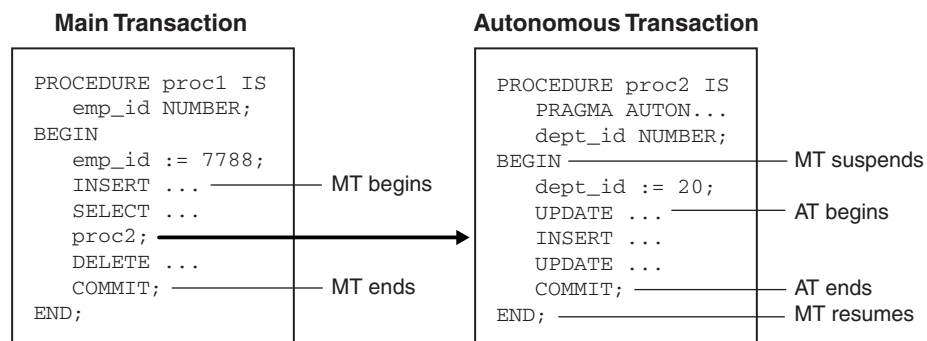 Main Transaction
PROCEDURE proc1 IS
emp_id NUMBER;
BEGIN
emp_id := 7788;
INSERT ... MT begins
SELECT ...
proc2;
DELETE ...
COMMIT; MT ends
END;
Autonomous Transaction
PROCEDURE proc2 IS
PRAGMA AUTON...
dept_id NUMBER;
BEGIN MT suspends
dept_id := 20;
UPDATE ... AT begins
INSERT ...
UPDATE ...
COMMIT; AT ends
END; MT resumes